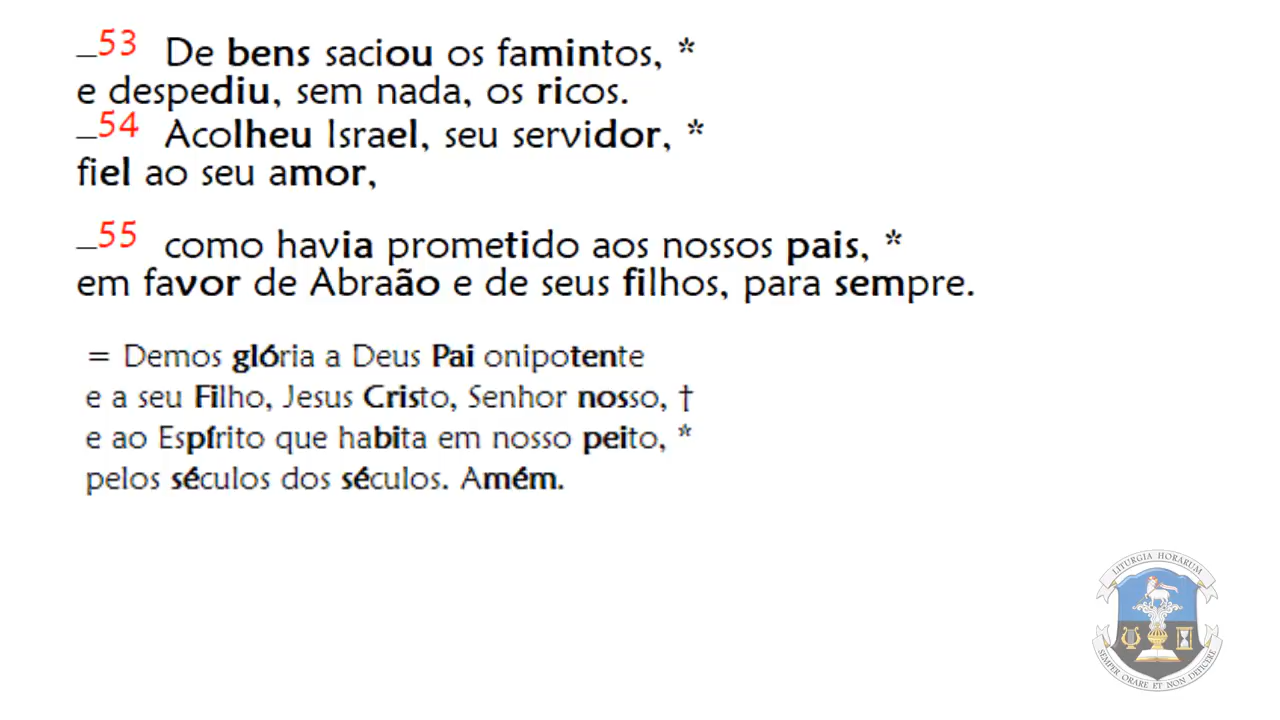 –53 De bens saciou os famintos, *
e despediu, sem nada, os ricos.
–54 Acolheu Israel, seu servidor, *
fiel ao seu amor,
–55 como havia prometido aos nossos pais, *
em favor de Abraão e de seus filhos, para sempre.
= Demos glória a Deus Pai onipotente
e a seu Filho, Jesus Cristo, Senhor nosso, †
e ao Espírito que habita em nosso peito, *
pelos séculos dos séculos. Amém.
LITURGIA HORARUM
SEMPER ORARE ET NON DEFICERE